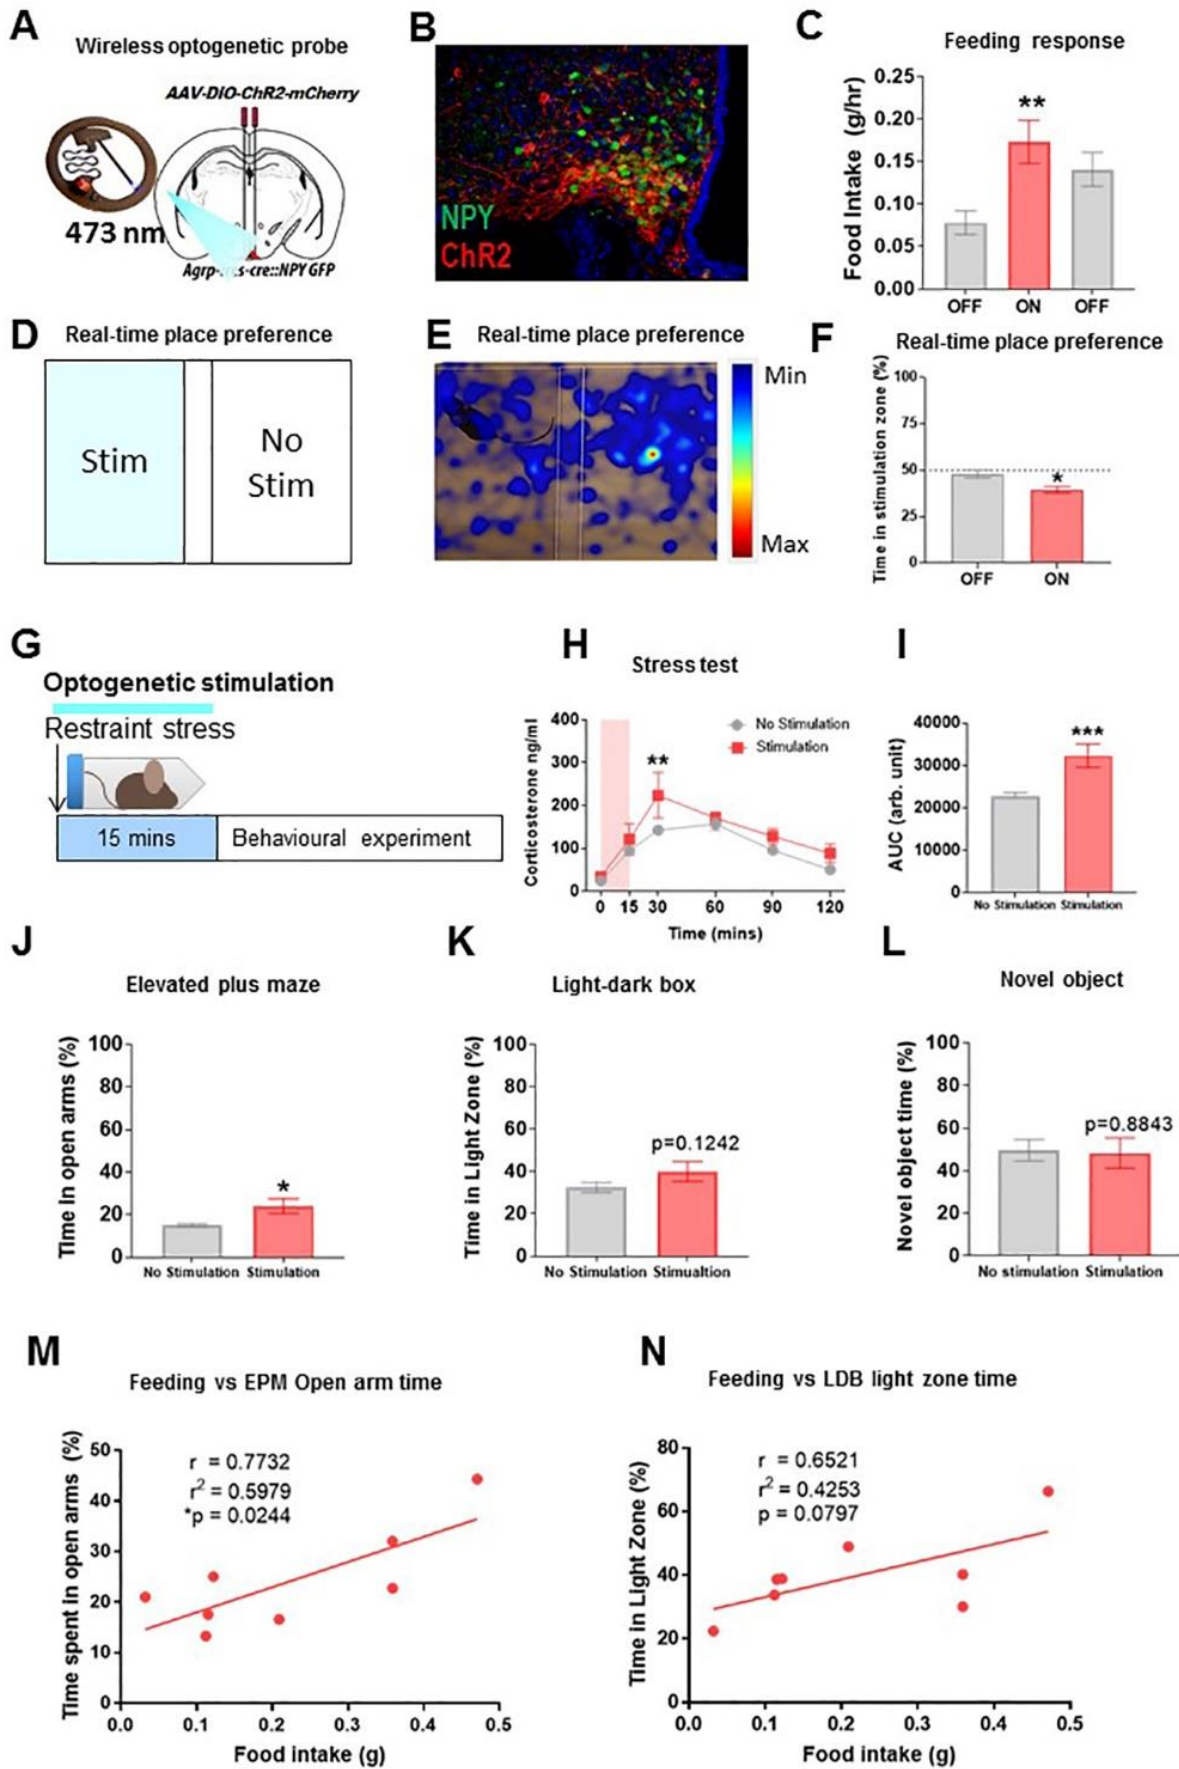 A
Wireless optogenetic probe
AAV-DIO-ChR2-mCherry
473 nm
NPY GFP
B
NPY
ChR2
C
Feeding response
Food Intake (g/hr)
0.25
0.20
0.15
0.10
0.05
0.00
**
OFF ON OFF
D
Real-time place preference
Stim
No
Stim
E
Real-time place preference
Min
Max
F
Real-time place preference
Time in stimulation zone (%)
100
75
50
25
0
*
OFF ON
G
Optogenetic stimulation
Restraint stress
15 mins
Behavioural experiment
H
Stress test
Corticosterone ng/ml
400
300
200
100
0
**
No Stimulation
Stimulation
0 15 30 60 90 120
Time (mins)
I
AUC (arb. unit)
40000
30000
20000
10000
0
***
No Stimulation Stimulation
J
Elevated plus maze
Time in open arms (%)
100
80
60
40
20
0
*
No Stimulation Stimulation
K
Light-dark box
Time in Light Zone (%)
100
80
60
40
20
0
p=0.1242
No Stimulation Stimualtion
L
Novel object
Novel object time (%)
100
80
60
40
20
0
p=0.8843
No stimulation Stimulation
M
Feeding vs EPM Open arm time
Time spent in open arms (%)
50
40
30
20
10
0
r = 0.7732
r² = 0.5979
*p = 0.0244
0.0 0.1 0.2 0.3 0.4 0.5
Food intake (g)
N
Feeding vs LDB light zone time
Time in Light Zone (%)
80
60
40
20
0
r = 0.6521
r² = 0.4253
p = 0.0797
0.0 0.1 0.2 0.3 0.4 0.5
Food intake (g)